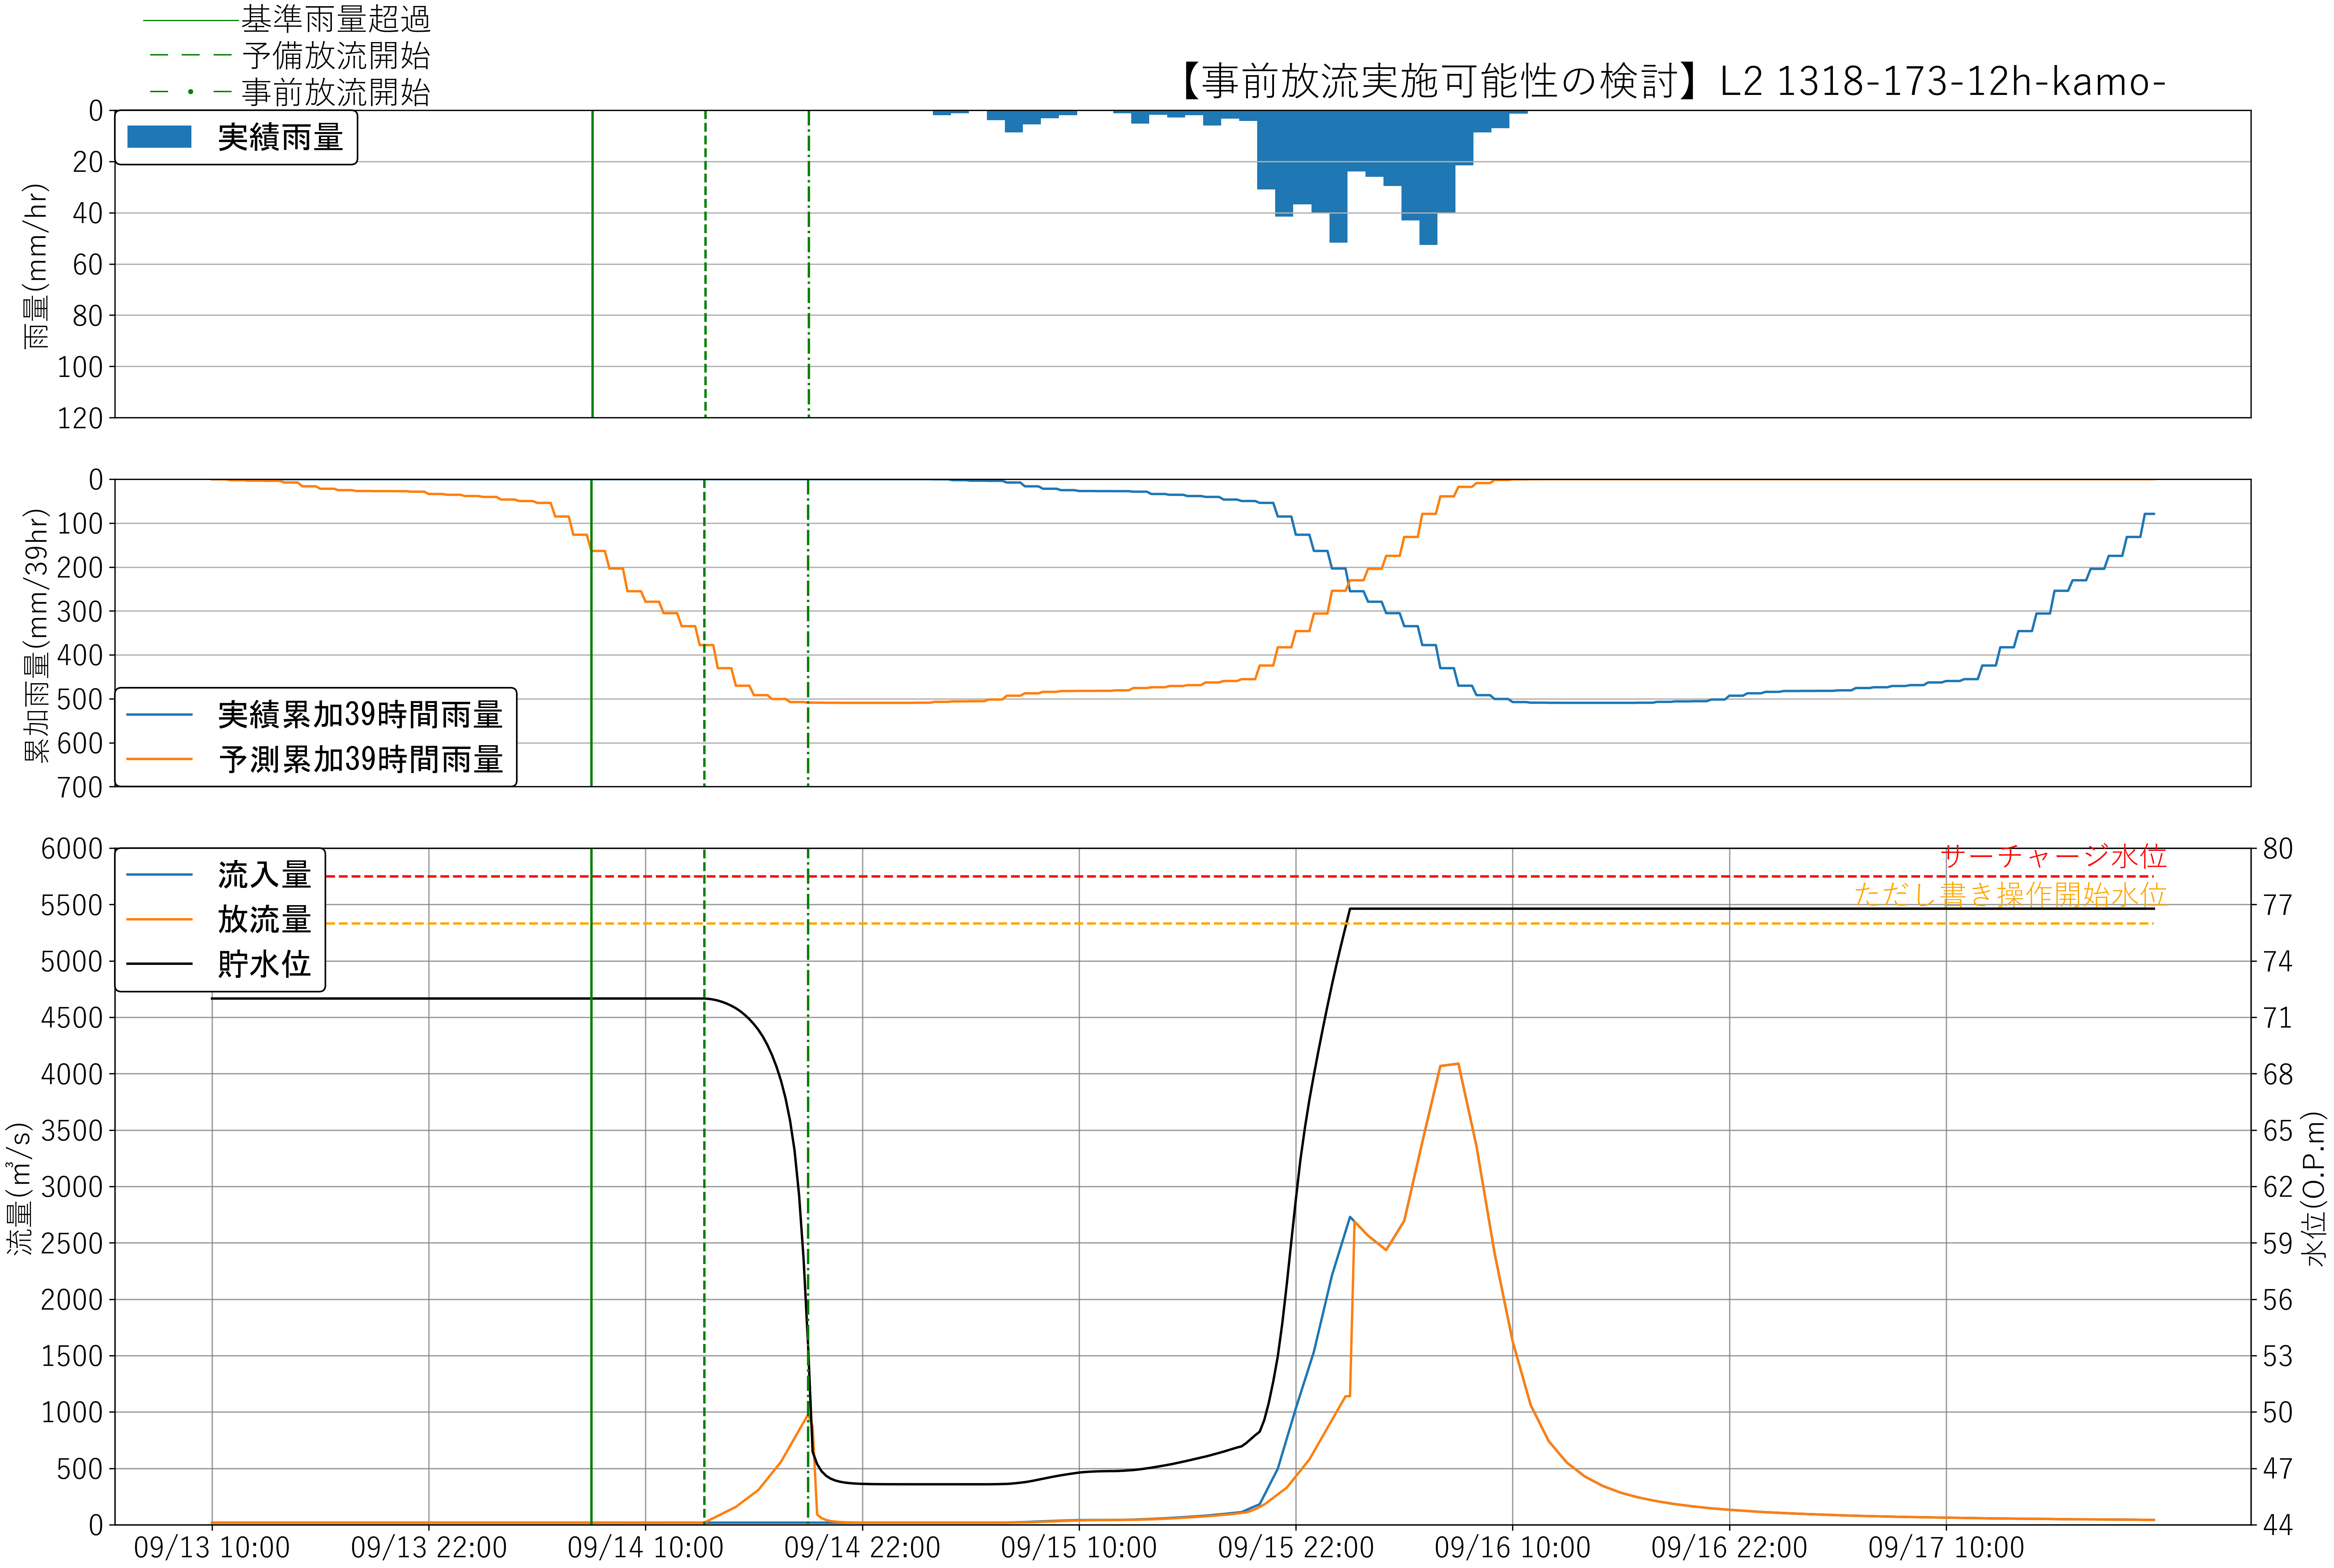 基準雨量超過
予備放流開始
事前放流開始
【事前放流実施可能性の検討】L2 1318-173-12h-kamo-
実績雨量
雨量(mm/hr)
0
20
40
60
80
100
120
実績累加39時間雨量
予測累加39時間雨量
累加雨量(mm/39hr)
0
100
200
300
400
500
600
700
流入量
放流量
貯水位
サーチャージ水位
ただし書き操作開始水位
流量(m³/s)
6000
5500
5000
4500
4000
3500
3000
2500
2000
1500
1000
500
0
80
77
74
71
68
65
62
59
56
53
50
47
44
水位(O.P.m)
09/13 10:00 09/13 22:00 09/14 10:00 09/14 22:00 09/15 10:00 09/15 22:00 09/16 10:00 09/16 22:00 09/17 10:00